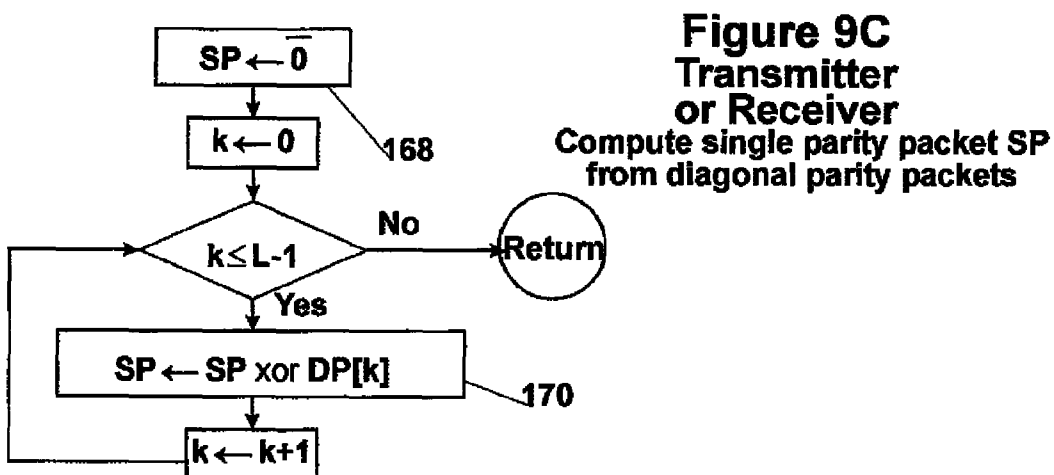 Figure 9C
Transmitter
or Receiver
Compute single parity packet SP
from diagonal parity packets
SP ← 0̅
168
k ← 0
k ≤ L-1
No
Return
Yes
SP ← SP xor DP[k]
170
k ← k+1